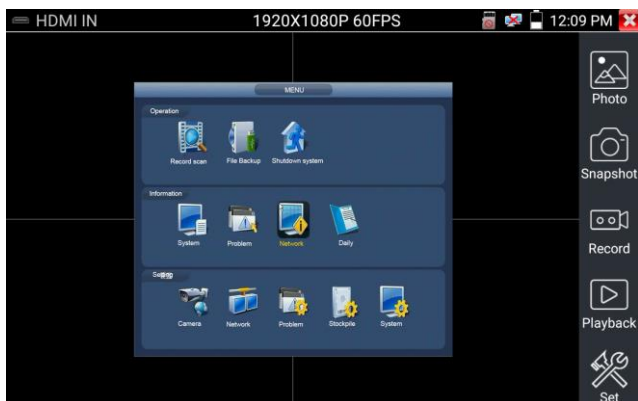 HDMI IN 1920X1080P 60FPS 12:09 PM
MENU
Operation
Record scan File Backup Shutdown system
Information
System Problem Network Daily
Camera Network Problem Stockpile System
Photo
Snapshot
Record
Playback
Set